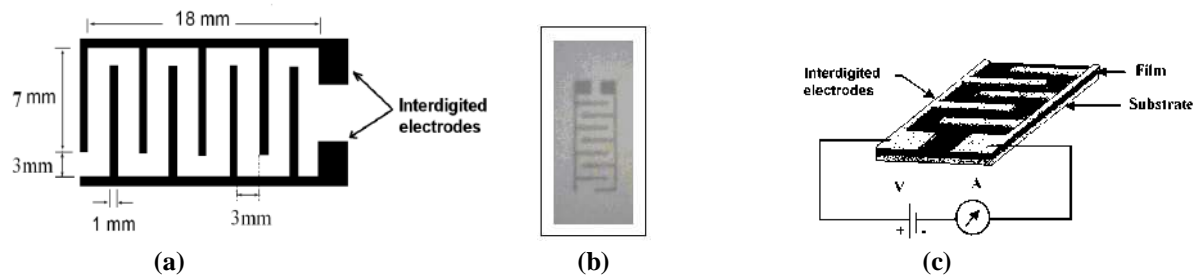 18 mm
7 mm
3mm
1 mm
3mm
Interdigited
electrodes
(a)
(b)
Interdigited
electrodes
Film
Substrate
V
A
+
-
(c)